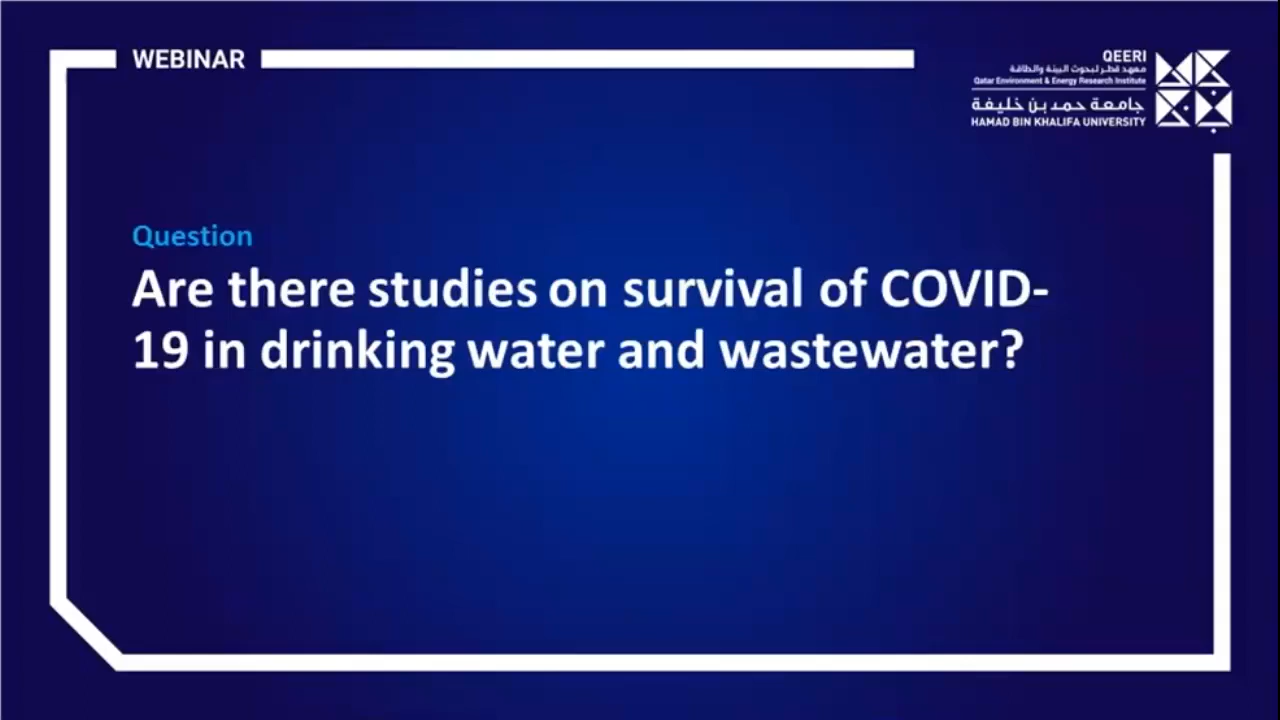 WEBINAR
QEERI
معهد قطر لبحوث البيئة والطاقة
Qatar Environment & Energy Research Institute
جامعة حمد بن خليفة
HAMAD BIN KHALIFA UNIVERSITY
Question
Are there studies on survival of COVID-
19 in drinking water and wastewater?